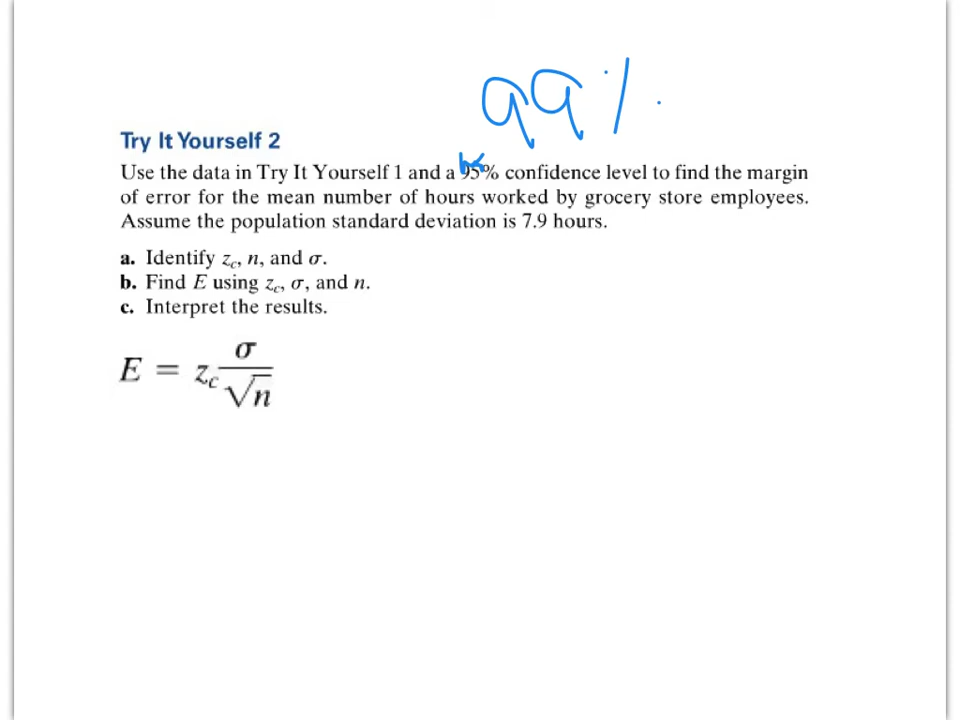 99%
Try It Yourself 2
Use the data in Try It Yourself 1 and a 95% confidence level to find the margin
of error for the mean number of hours worked by grocery store employees.
Assume the population standard deviation is 7.9 hours.
a. Identify z_c, n, and σ.
b. Find E using z_c, σ, and n.
c. Interpret the results.
E = z_c σ/√n